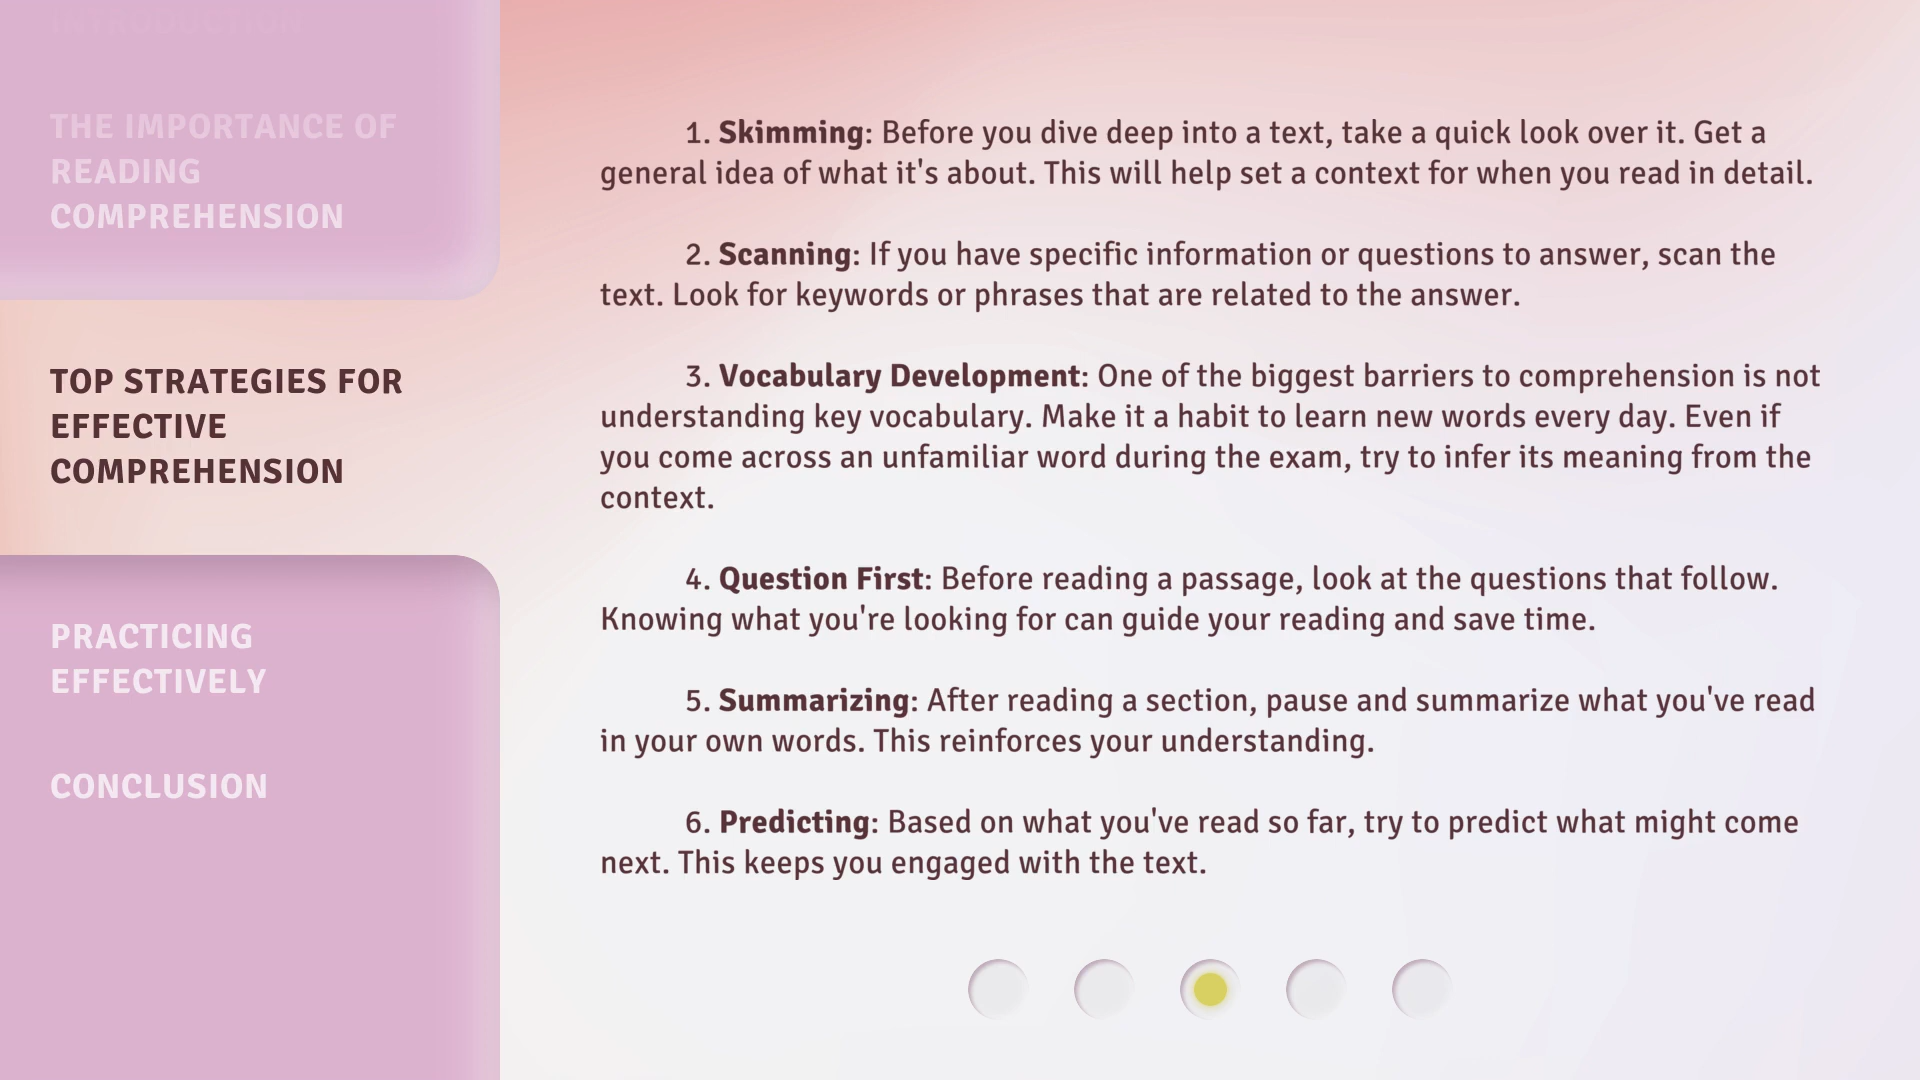 INTRODUCTION
THE IMPORTANCE OF
READING
COMPREHENSION
TOP STRATEGIES FOR
EFFECTIVE
COMPREHENSION
PRACTICING
EFFECTIVELY
CONCLUSION
1. Skimming: Before you dive deep into a text, take a quick look over it. Get a
general idea of what it's about. This will help set a context for when you read in detail.
2. Scanning: If you have specific information or questions to answer, scan the
text. Look for keywords or phrases that are related to the answer.
3. Vocabulary Development: One of the biggest barriers to comprehension is not
understanding key vocabulary. Make it a habit to learn new words every day. Even if
you come across an unfamiliar word during the exam, try to infer its meaning from the
context.
4. Question First: Before reading a passage, look at the questions that follow.
Knowing what you're looking for can guide your reading and save time.
5. Summarizing: After reading a section, pause and summarize what you've read
in your own words. This reinforces your understanding.
6. Predicting: Based on what you've read so far, try to predict what might come
next. This keeps you engaged with the text.